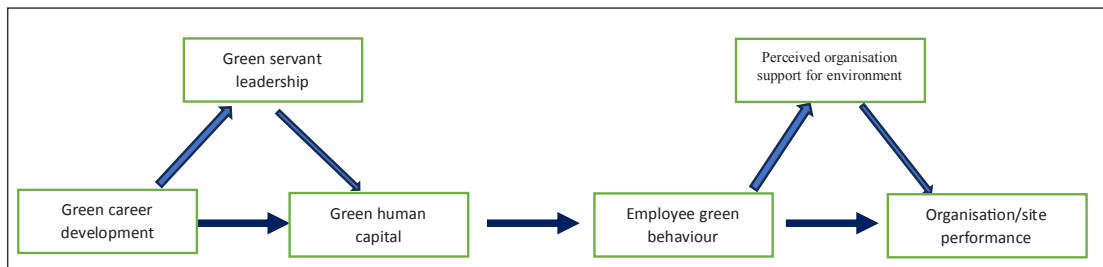 Green servant
leadership
Perceived organisation
support for environment
Green career
development
Green human
capital
Employee green
behaviour
Organisation/site
performance